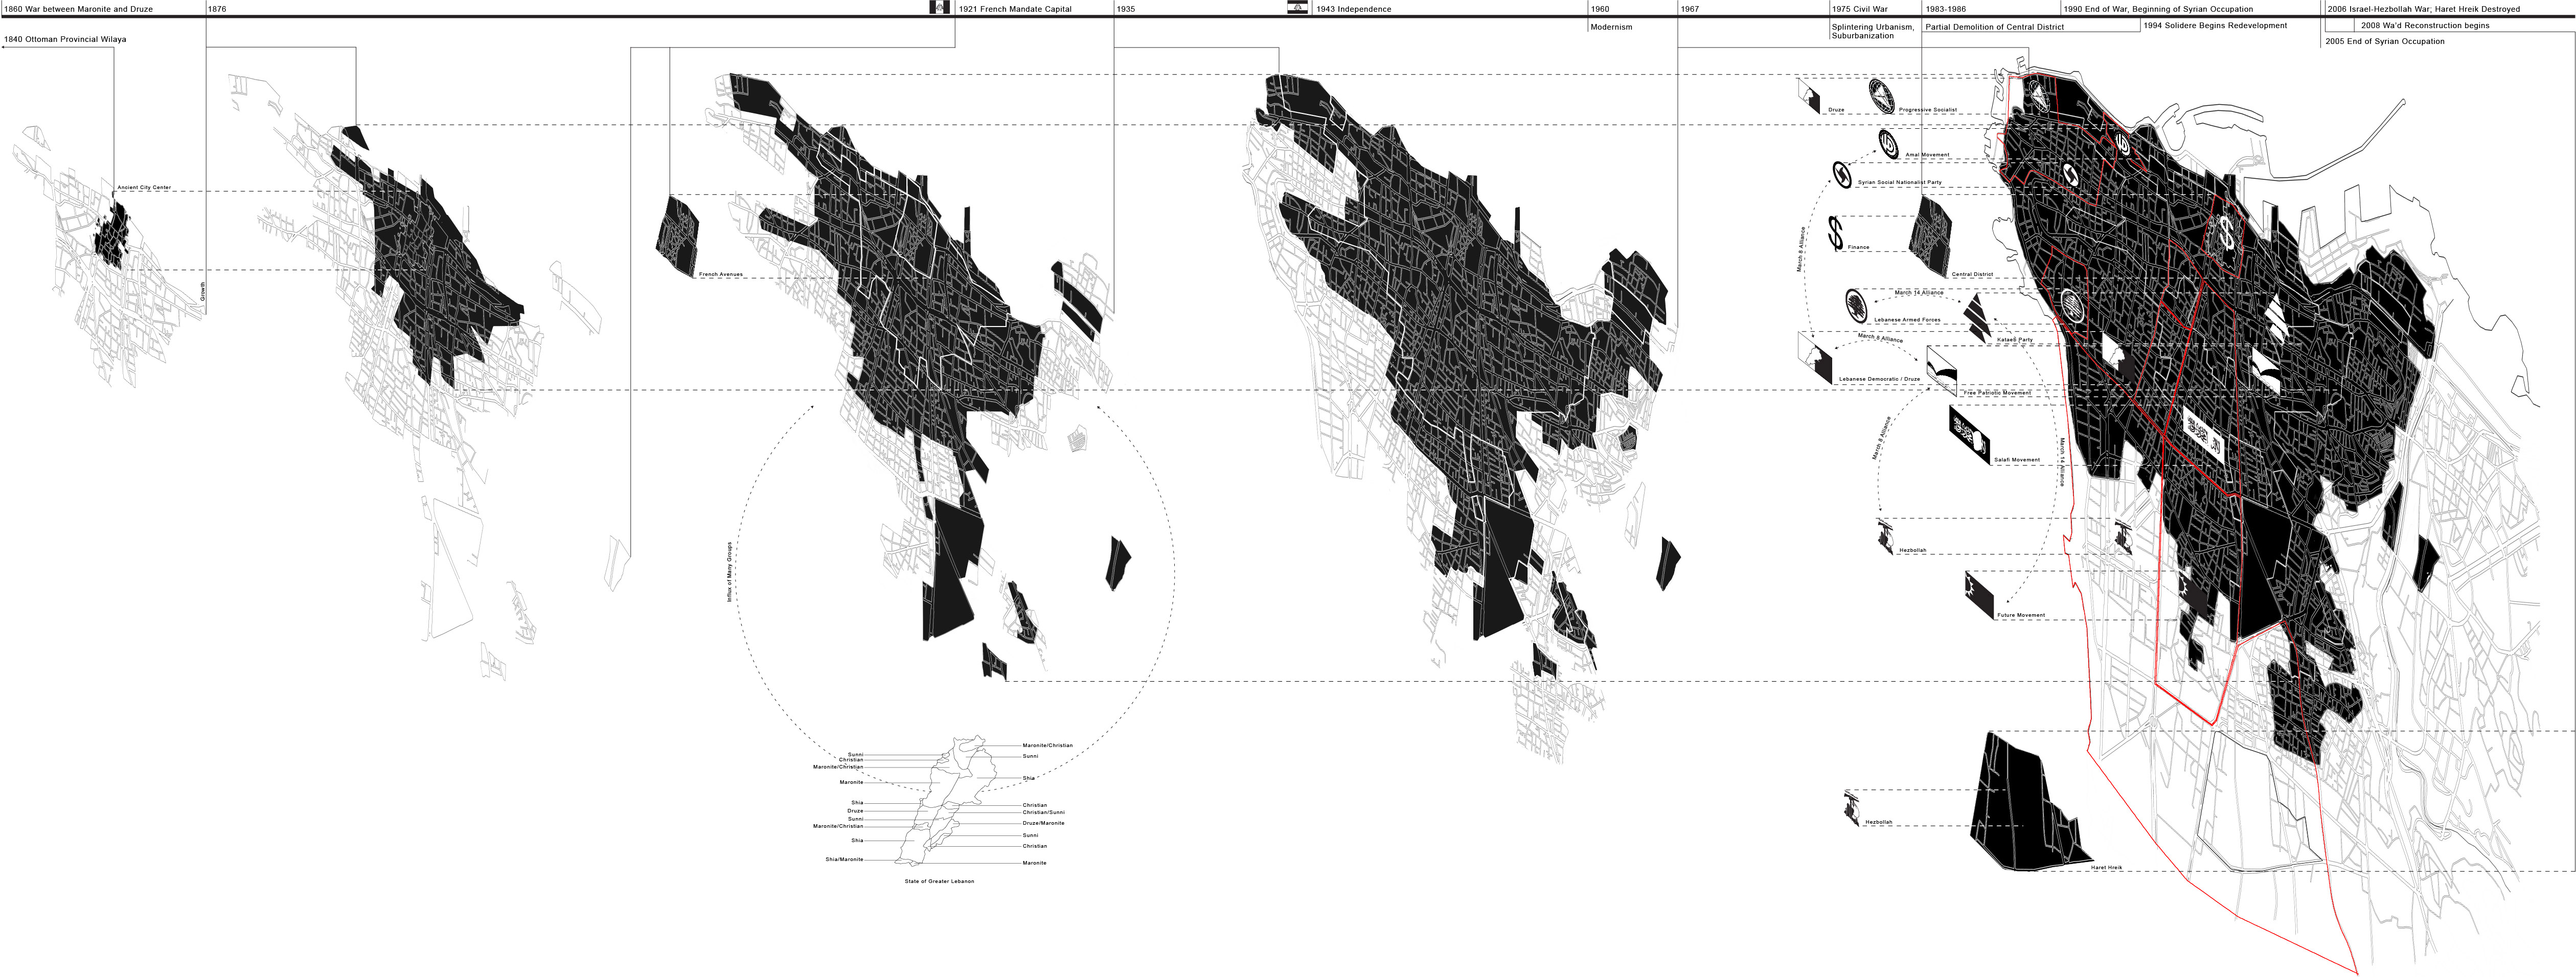 1860 War between Maronite and Druze
1876
1921 French Mandate Capital
1935
1943 Independence
1960
1967
1975 Civil War
1983-1986
1990 End of War, Beginning of Syrian Occupation
2006 Israel-Hezbollah War; Haret Hreik Destroyed
1840 Ottoman Provincial Wilaya
Modernism
Splintering Urbanism,
Suburbanization
Partial Demolition of Central District
1994 Solidere Begins Redevelopment
2008 Wa'd Reconstruction begins
2005 End of Syrian Occupation
Ancient City Center
Growth
French Avenues
Influx of Many Groups
Sunni
Christian
Maronite/Christian
Maronite
Shia
Druze
Sunni
Maronite/Christian
Shia
Shia/Maronite
Maronite/Christian
Sunni
Shia
Christian
Christian/Sunni
Druze/Maronite
Sunni
Christian
Maronite
State of Greater Lebanon
Druze
Progressive Socialist
Amal Movement
Syrian Social Nationalist Party
March 8 Alliance
Finance
Central District
March 14 Alliance
Lebanese Armed Forces
Kataeb Party
March 8 Alliance
Lebanese Democratic / Druze
Free Patriotic Movement
March 8 Alliance
Salafi Movement
March 14 Alliance
Hezbollah
Future Movement
Hezbollah
Haret Hreik